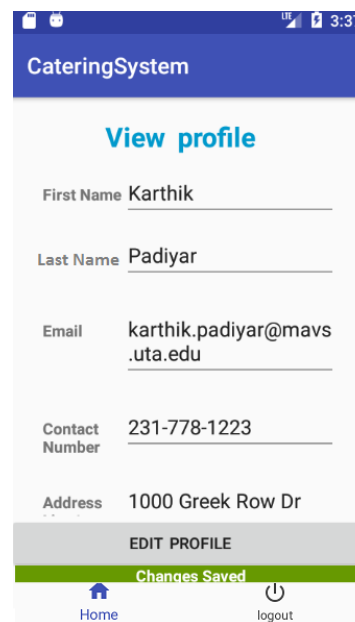 LTE 3:37
CateringSystem
View profile
First Name Karthik
Last Name Padiyar
Email karthik.padiyar@mavs
.uta.edu
Contact 231-778-1223
Number
Address 1000 Greek Row Dr
EDIT PROFILE
Changes Saved
Home logout